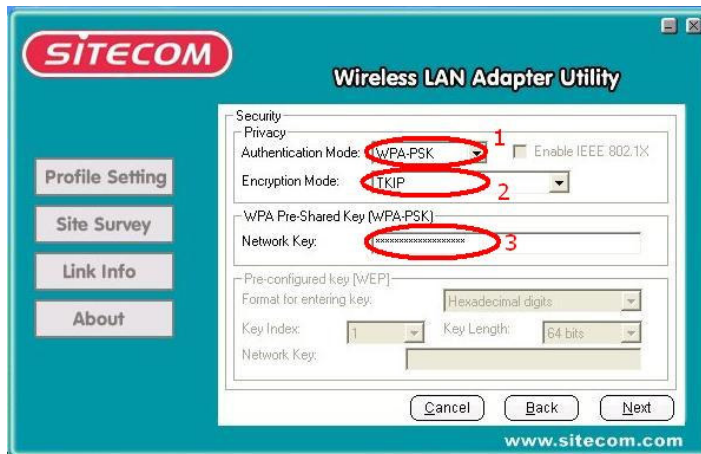 SITECOM
Wireless LAN Adapter Utility
Security
Privacy
Authentication Mode: WPA-PSK 1 Enable IEEE 802.1X
Encryption Mode: TKIP 2
WPA Pre-Shared Key (WPA-PSK)
Network Key: 3
Pre-configured key [WEP]
Format for entering key: Hexadecimal digits
Key Index: 1 Key Length: 64 bits
Network Key:
Profile Setting
Site Survey
Link Info
About
Cancel Back Next
www.sitecom.com